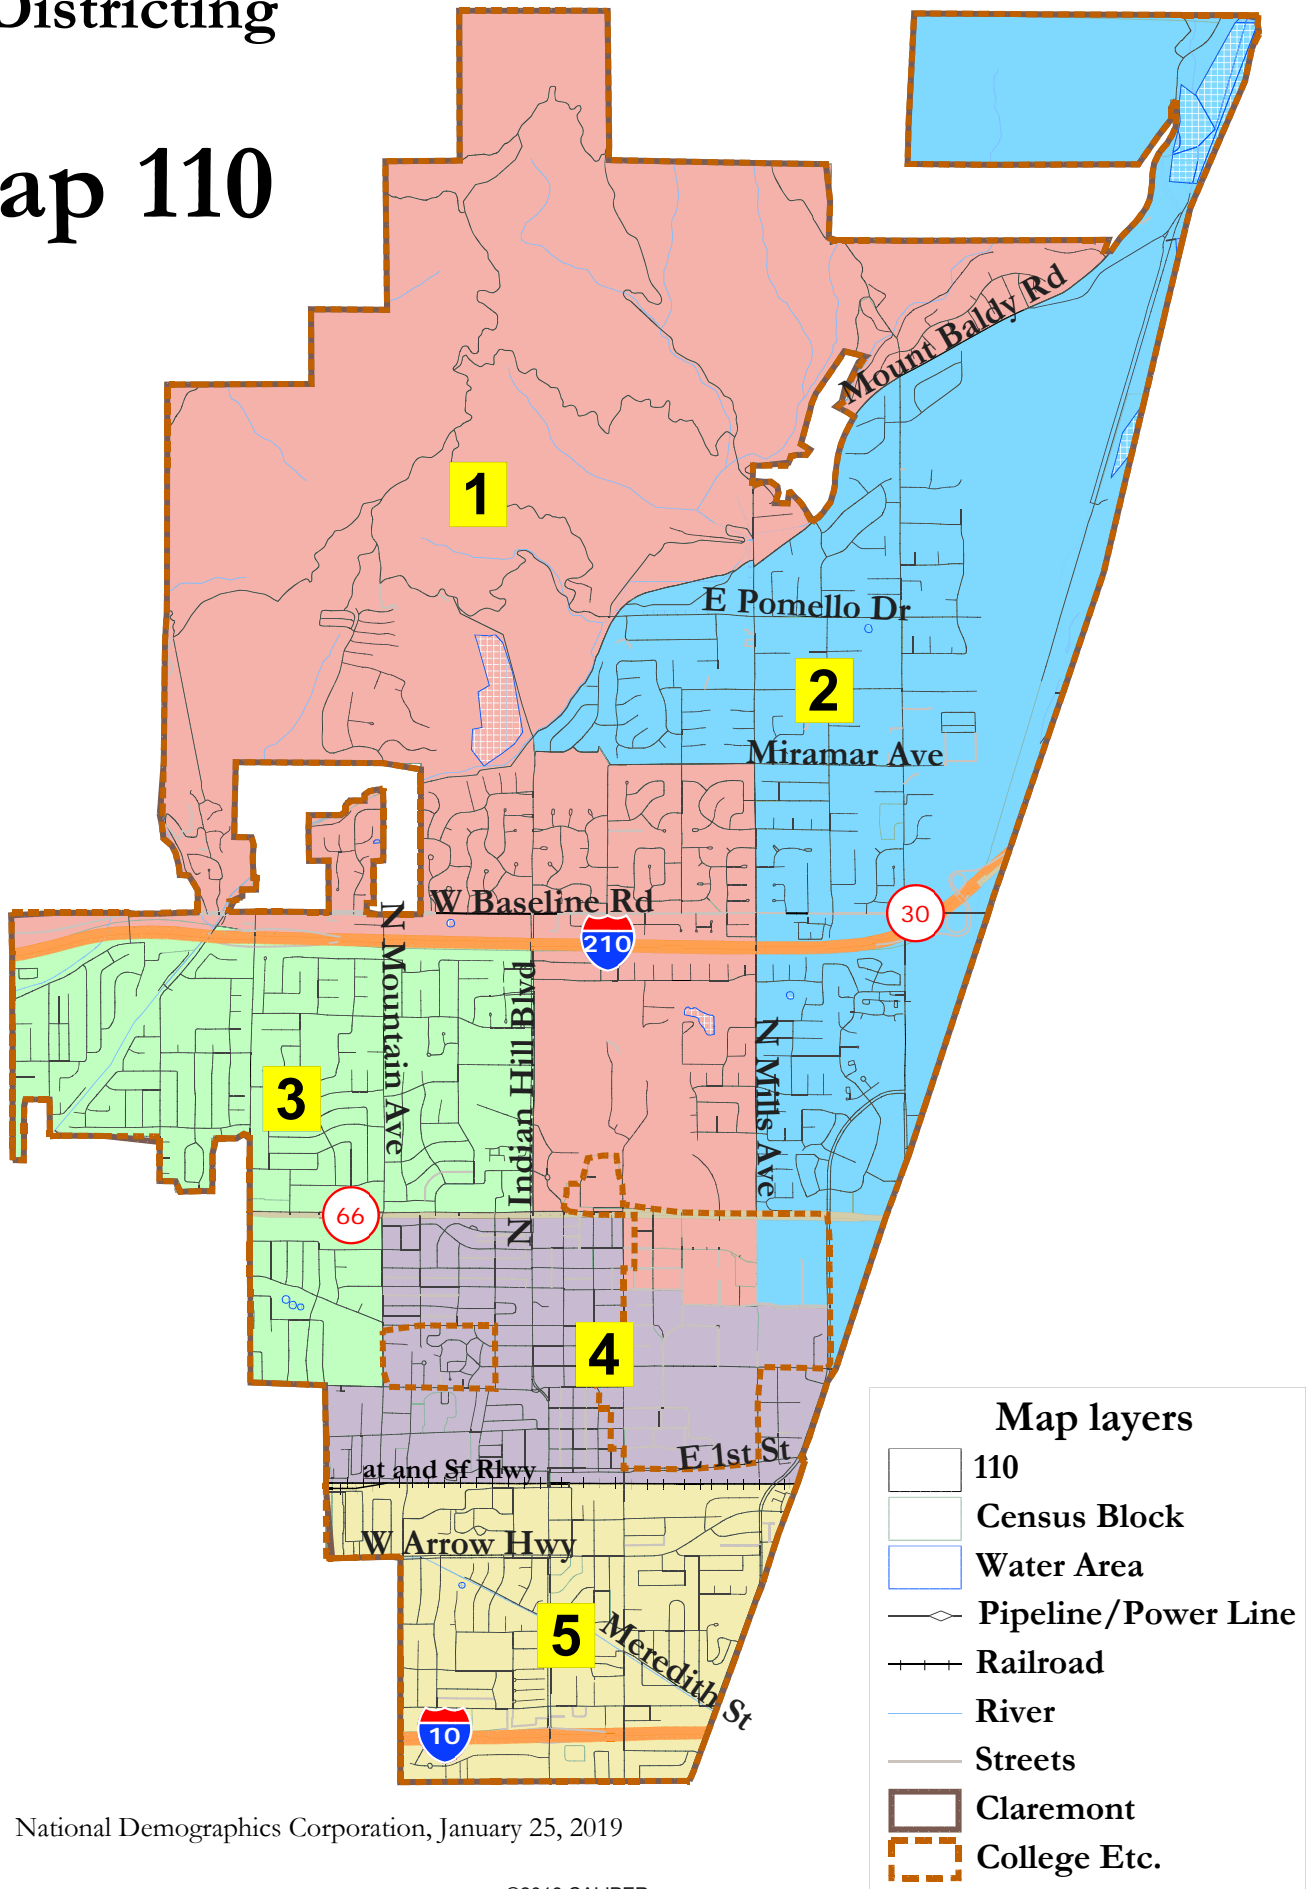 Districting
ap 110
Mount Baldy Rd
1
E Pomello Dr
2
Miramar Ave
W Baseline Rd
30
210
N Mountain Ave
N Indian Hill Blvd
N Mills Ave
3
66
4
E 1st St
at and Sf Rlwy
W Arrow Hwy
5
Meredith St
10
Map layers
110
Census Block
Water Area
Pipeline/Power Line
Railroad
River
Streets
Claremont
College Etc.
National Demographics Corporation, January 25, 2019